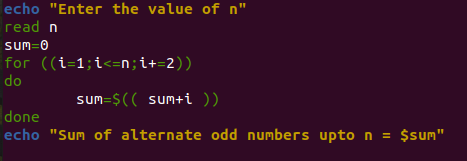 echo "Enter the value of n"
read n
sum=0
for ((i=1;i<=n;i+=2))
do
        sum=$(( sum+i ))
done
echo "Sum of alternate odd numbers upto n = $sum"